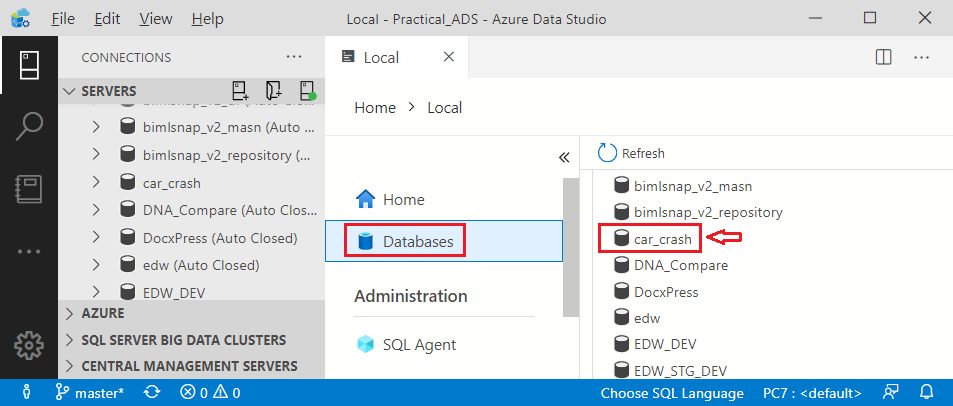 File Edit View Local - Practical_ADS - Azure Data Studio
CONNECTIONS
SERVERS
bimlsnap_v2_masn (Auto ...
bimlsnap_v2_repository (...
car_crash
DNA_Compare (Auto Clos...
DocxPress (Auto Closed)
edw (Auto Closed)
EDW_DEV
AZURE
SQL SERVER BIG DATA CLUSTERS
CENTRAL MANAGEMENT SERVERS
Local
Home > Local
Home
Databases
Administration
SQL Agent
Refresh
bimlsnap_v2_masn
bimlsnap_v2_repository
car_crash
DNA_Compare
DocxPress
edw
EDW_DEV
EDW_STG_DEV
master* 0 0 Choose SQL Language PC7 : <default>